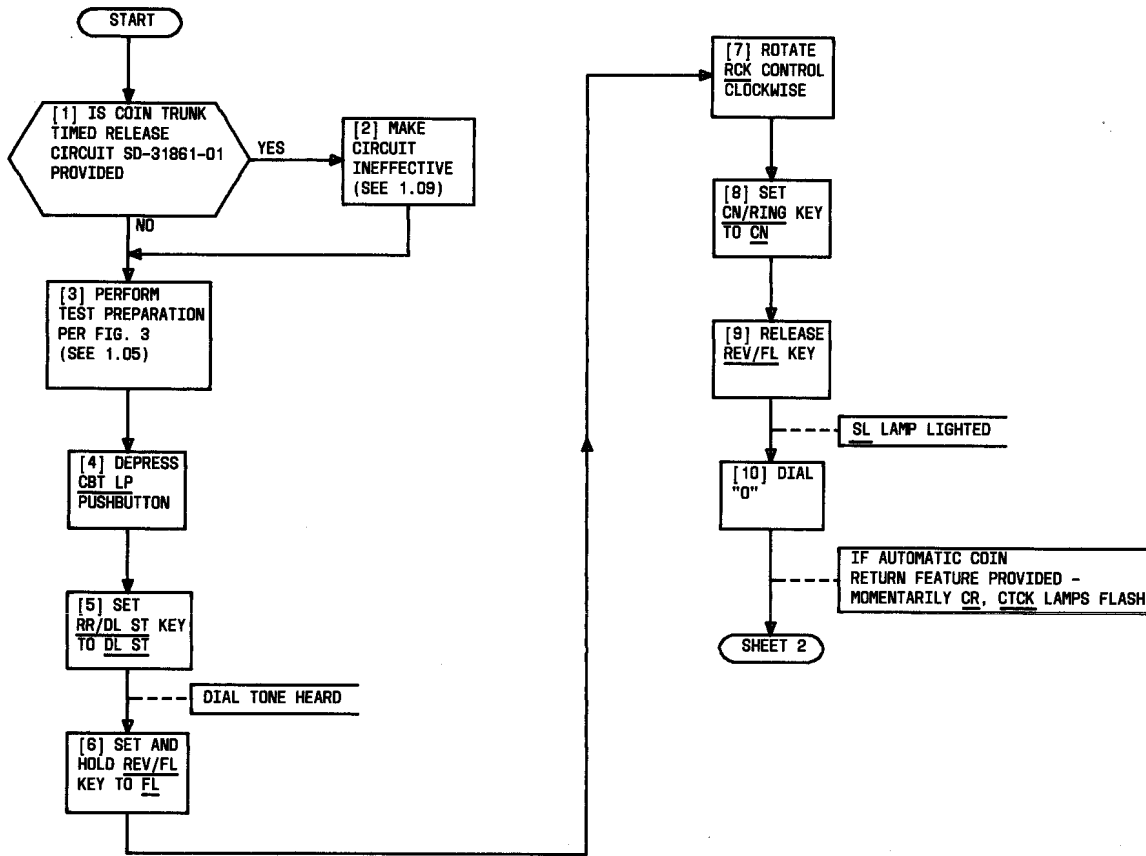 START
[1] IS COIN TRUNK
TIMED RELEASE
CIRCUIT SD-31861-01
PROVIDED
YES
[2] MAKE
CIRCUIT
INEFFECTIVE
(SEE 1.09)
NO
[3] PERFORM
TEST PREPARATION
PER FIG. 3
(SEE 1.05)
[4] DEPRESS
CBT LP
PUSHBUTTON
[5] SET
RR/DL ST KEY
TO DL ST
DIAL TONE HEARD
[6] SET AND
HOLD REV/FL
KEY TO FL
[7] ROTATE
RCK CONTROL
CLOCKWISE
[8] SET
CN/RING KEY
TO CN
[9] RELEASE
REV/FL KEY
SL LAMP LIGHTED
[10] DIAL
"0"
IF AUTOMATIC COIN
RETURN FEATURE PROVIDED -
MOMENTARILY CR, CTCK LAMPS FLASH
SHEET 2